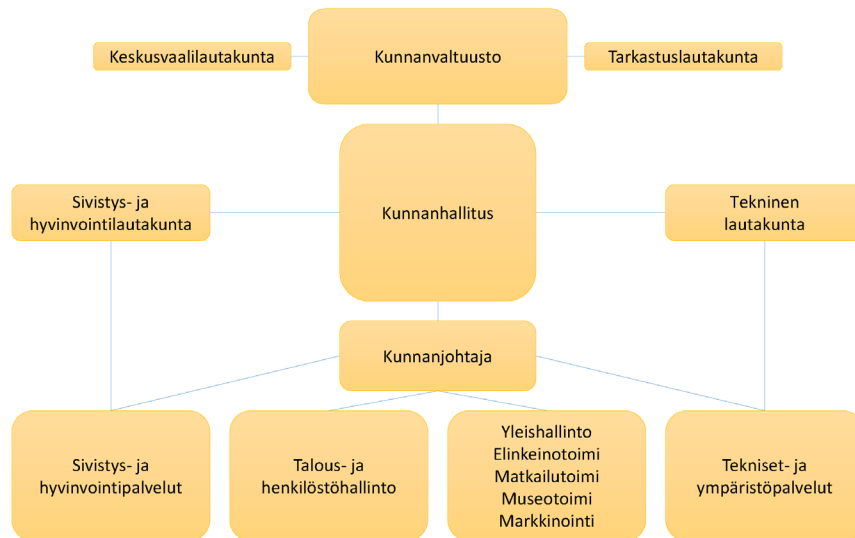 Keskusvaalilautakunta
Kunnanvaltuusto
Tarkastuslautakunta
Sivistys- ja
hyvinvointilautakunta
Kunnanhallitus
Tekninen
lautakunta
Kunnanjohtaja
Sivistys- ja
hyvinvointipalvelut
Talous- ja
henkilöstöhallinto
Yleishallinto
Elinkeinotoimi
Matkailutoimi
Museotoimi
Markkinointi
Tekniset- ja
ympäristöpalvelut